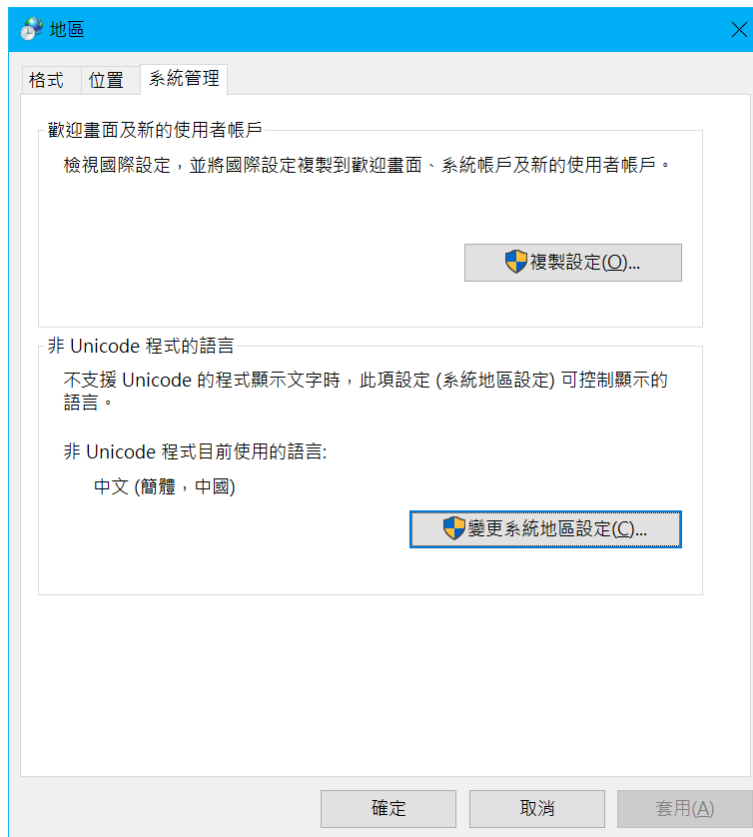 地區
格式 位置 系統管理
歡迎畫面及新的使用者帳戶
檢視國際設定，並將國際設定複製到歡迎畫面、系統帳戶及新的使用者帳戶。
複製設定(O)...
非 Unicode 程式的語言
不支援 Unicode 的程式顯示文字時，此項設定 (系統地區設定) 可控制顯示的
語言。
非 Unicode 程式目前使用的語言:
中文 (簡體，中國)
變更系統地區設定(C)...
確定 取消 套用(A)